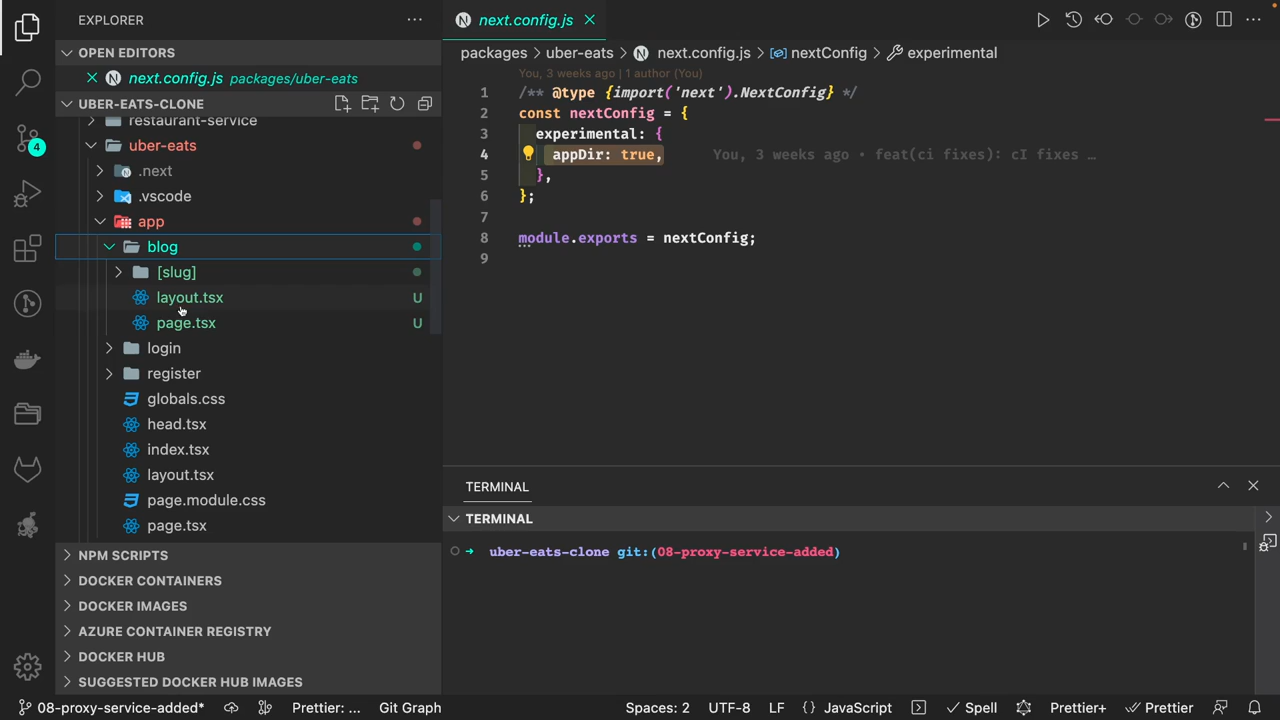 EXPLORER
OPEN EDITORS
next.config.js packages/uber-eats
UBER-EATS-CLONE
restaurant-service
uber-eats
.next
.vscode
app
blog
[slug]
layout.tsx U
page.tsx U
login
register
globals.css
head.tsx
index.tsx
layout.tsx
page.module.css
page.tsx
NPM SCRIPTS
DOCKER CONTAINERS
DOCKER IMAGES
AZURE CONTAINER REGISTRY
DOCKER HUB
SUGGESTED DOCKER HUB IMAGES
4
next.config.js
packages > uber-eats > next.config.js > nextConfig > experimental
You, 3 weeks ago | 1 author (You)
1 /** @type {import('next').NextConfig} */
2 const nextConfig = {
3 experimental: {
4 appDir: true, You, 3 weeks ago • feat(ci fixes): cI fixes …
5 },
6 };
7
8 module.exports = nextConfig;
9
TERMINAL
TERMINAL
uber-eats-clone git:(08-proxy-service-added)
08-proxy-service-added* Prettier: ... Git Graph Spaces: 2 UTF-8 LF {} JavaScript Spell Prettier+ Prettier